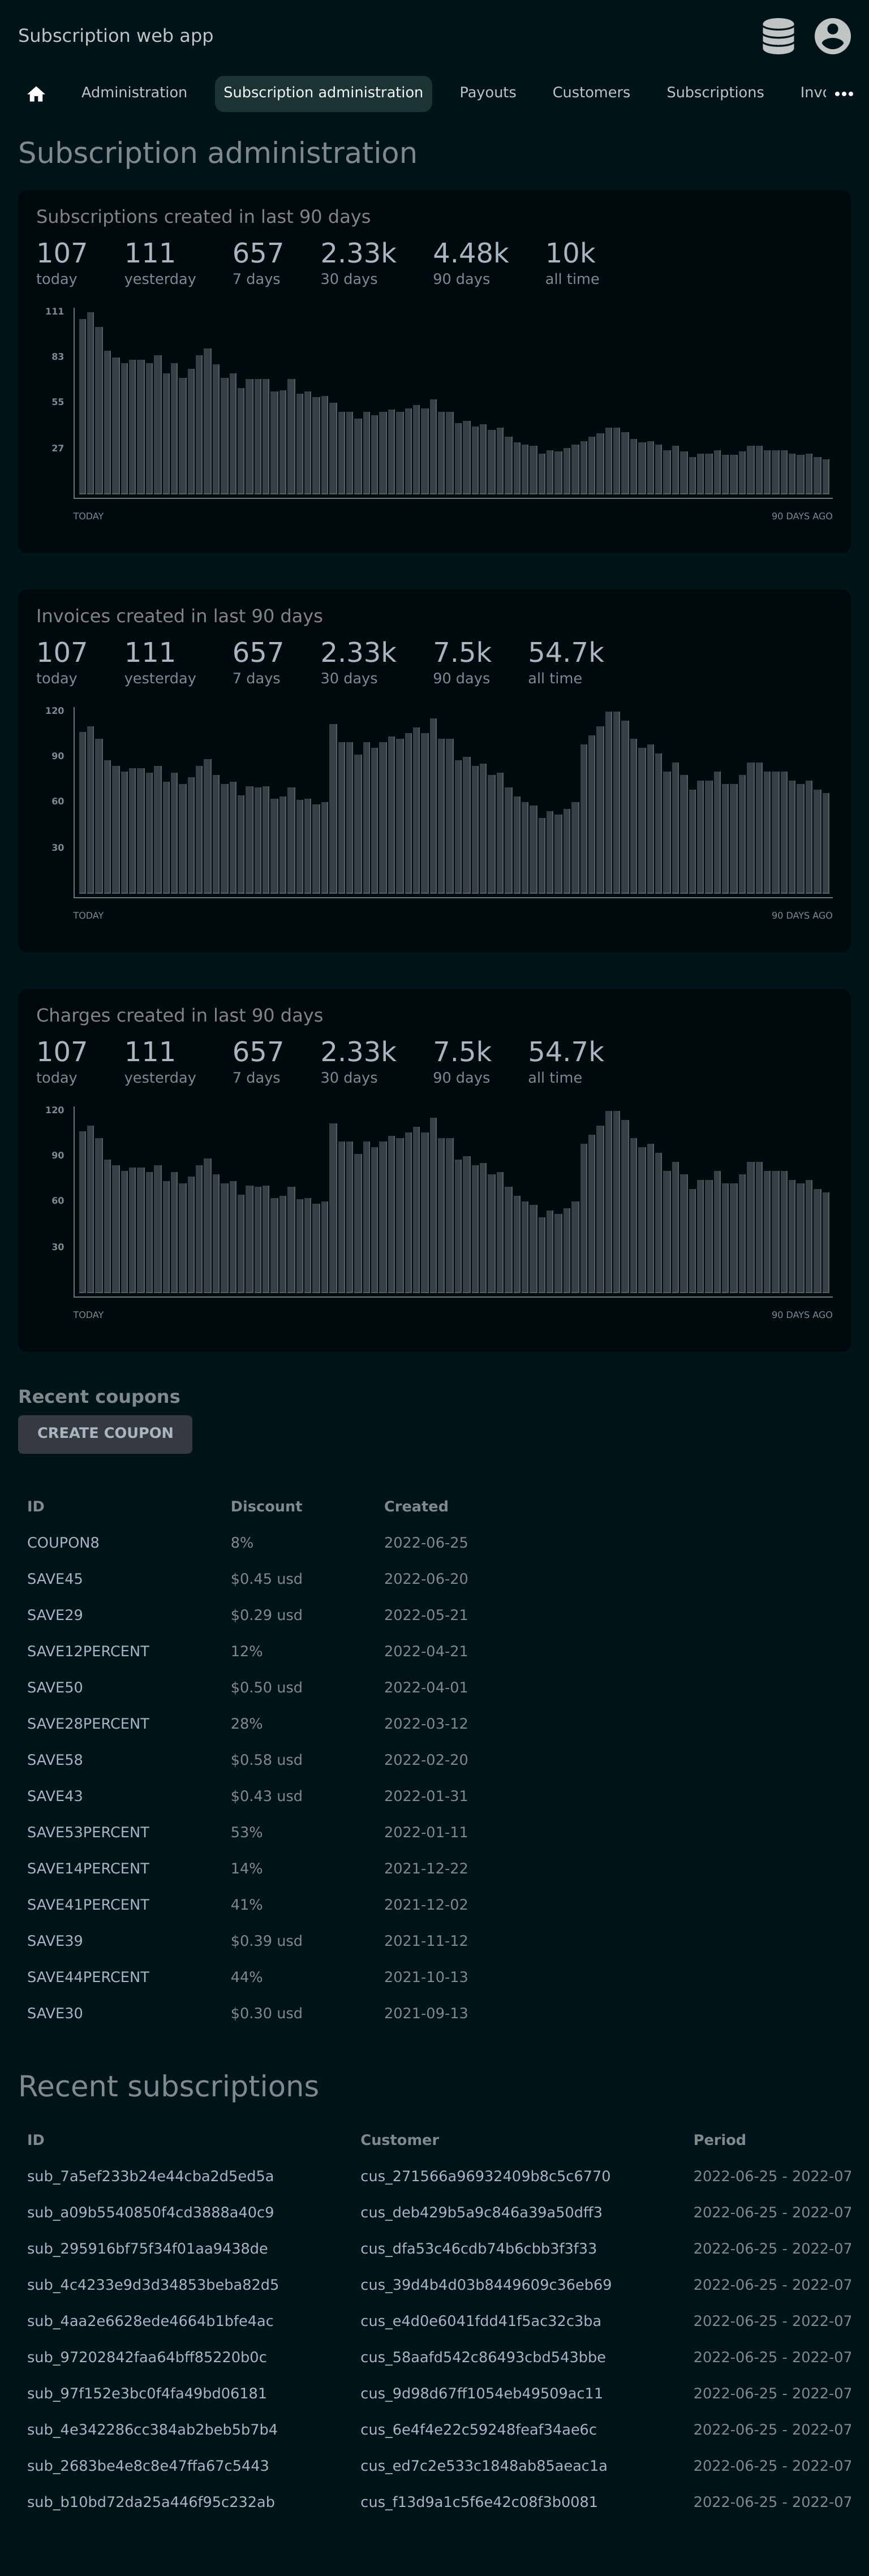 Subscription web app
Administration Subscription administration Payouts Customers Subscriptions Invo
Subscription administration
Subscriptions created in last 90 days
107 111 657 2.33k 4.48k 10k
today yesterday 7 days 30 days 90 days all time
111
83
55
27
TODAY 90 DAYS AGO
Invoices created in last 90 days
107 111 657 2.33k 7.5k 54.7k
today yesterday 7 days 30 days 90 days all time
120
90
60
30
TODAY 90 DAYS AGO
Charges created in last 90 days
107 111 657 2.33k 7.5k 54.7k
today yesterday 7 days 30 days 90 days all time
120
90
60
30
TODAY 90 DAYS AGO
Recent coupons
CREATE COUPON
ID Discount Created
COUPON8 8% 2022-06-25
SAVE45 $0.45 usd 2022-06-20
SAVE29 $0.29 usd 2022-05-21
SAVE12PERCENT 12% 2022-04-21
SAVE50 $0.50 usd 2022-04-01
SAVE28PERCENT 28% 2022-03-12
SAVE58 $0.58 usd 2022-02-20
SAVE43 $0.43 usd 2022-01-31
SAVE53PERCENT 53% 2022-01-11
SAVE14PERCENT 14% 2021-12-22
SAVE41PERCENT 41% 2021-12-02
SAVE39 $0.39 usd 2021-11-12
SAVE44PERCENT 44% 2021-10-13
SAVE30 $0.30 usd 2021-09-13
Recent subscriptions
ID Customer Period
sub_7a5ef233b24e44cba2d5ed5a cus_271566a96932409b8c5c6770 2022-06-25 - 2022-07
sub_a09b5540850f4cd3888a40c9 cus_deb429b5a9c846a39a50dff3 2022-06-25 - 2022-07
sub_295916bf75f34f01aa9438de cus_dfa53c46cdb74b6cbb3f3f33 2022-06-25 - 2022-07
sub_4c4233e9d3d34853beba82d5 cus_39d4b4d03b8449609c36eb69 2022-06-25 - 2022-07
sub_4aa2e6628ede4664b1bfe4ac cus_e4d0e6041fdd41f5ac32c3ba 2022-06-25 - 2022-07
sub_97202842faa64bff85220b0c cus_58aafd542c86493cbd543bbe 2022-06-25 - 2022-07
sub_97f152e3bc0f4fa49bd06181 cus_9d98d67ff1054eb49509ac11 2022-06-25 - 2022-07
sub_4e342286cc384ab2beb5b7b4 cus_6e4f4e22c59248feaf34ae6c 2022-06-25 - 2022-07
sub_2683be4e8c8e47ffa67c5443 cus_ed7c2e533c1848ab85aeac1a 2022-06-25 - 2022-07
sub_b10bd72da25a446f95c232ab cus_f13d9a1c5f6e42c08f3b0081 2022-06-25 - 2022-07